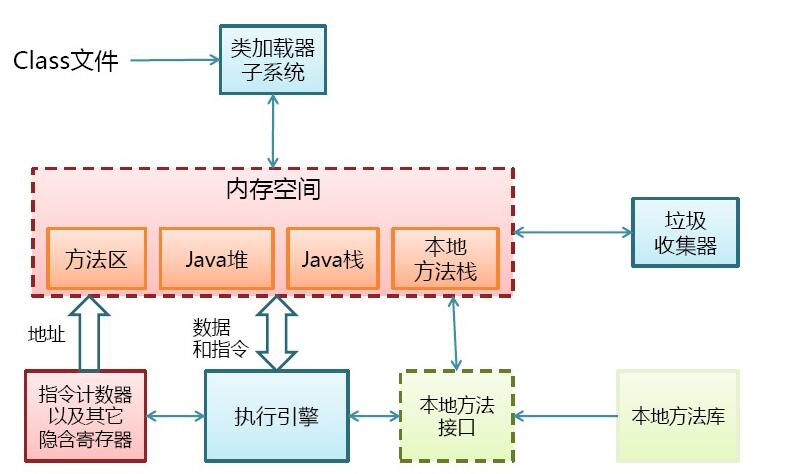 Class文件
类加载器
子系统
内存空间
方法区
Java堆
Java栈
本地
方法栈
垃圾
收集器
地址
数据
和指令
指令计数器
以及其它
隐含寄存器
执行引擎
本地方法
接口
本地方法库